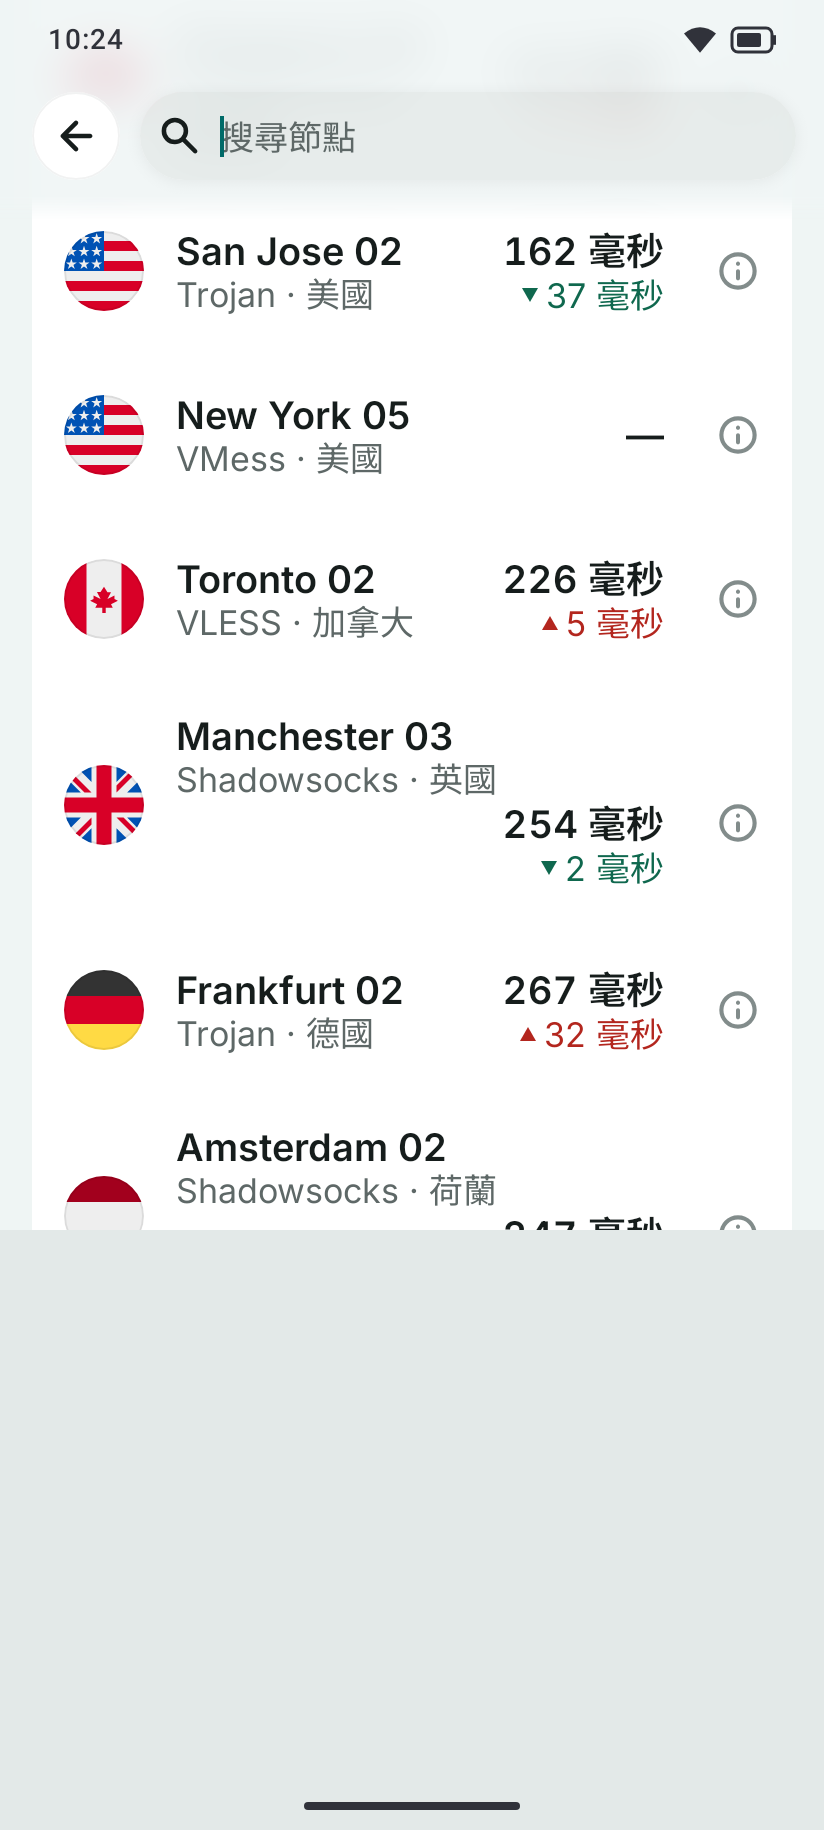 10:24
搜尋節點
San Jose 02
162 毫秒
Trojan · 美國
▼37 毫秒
New York 05
—
VMess · 美國
Toronto 02
226 毫秒
VLESS · 加拿大
▲5 毫秒
Manchester 03
Shadowsocks · 英國
254 毫秒
▼2 毫秒
Frankfurt 02
267 毫秒
Trojan · 德國
▲32 毫秒
Amsterdam 02
Shadowsocks · 荷蘭
毫秒